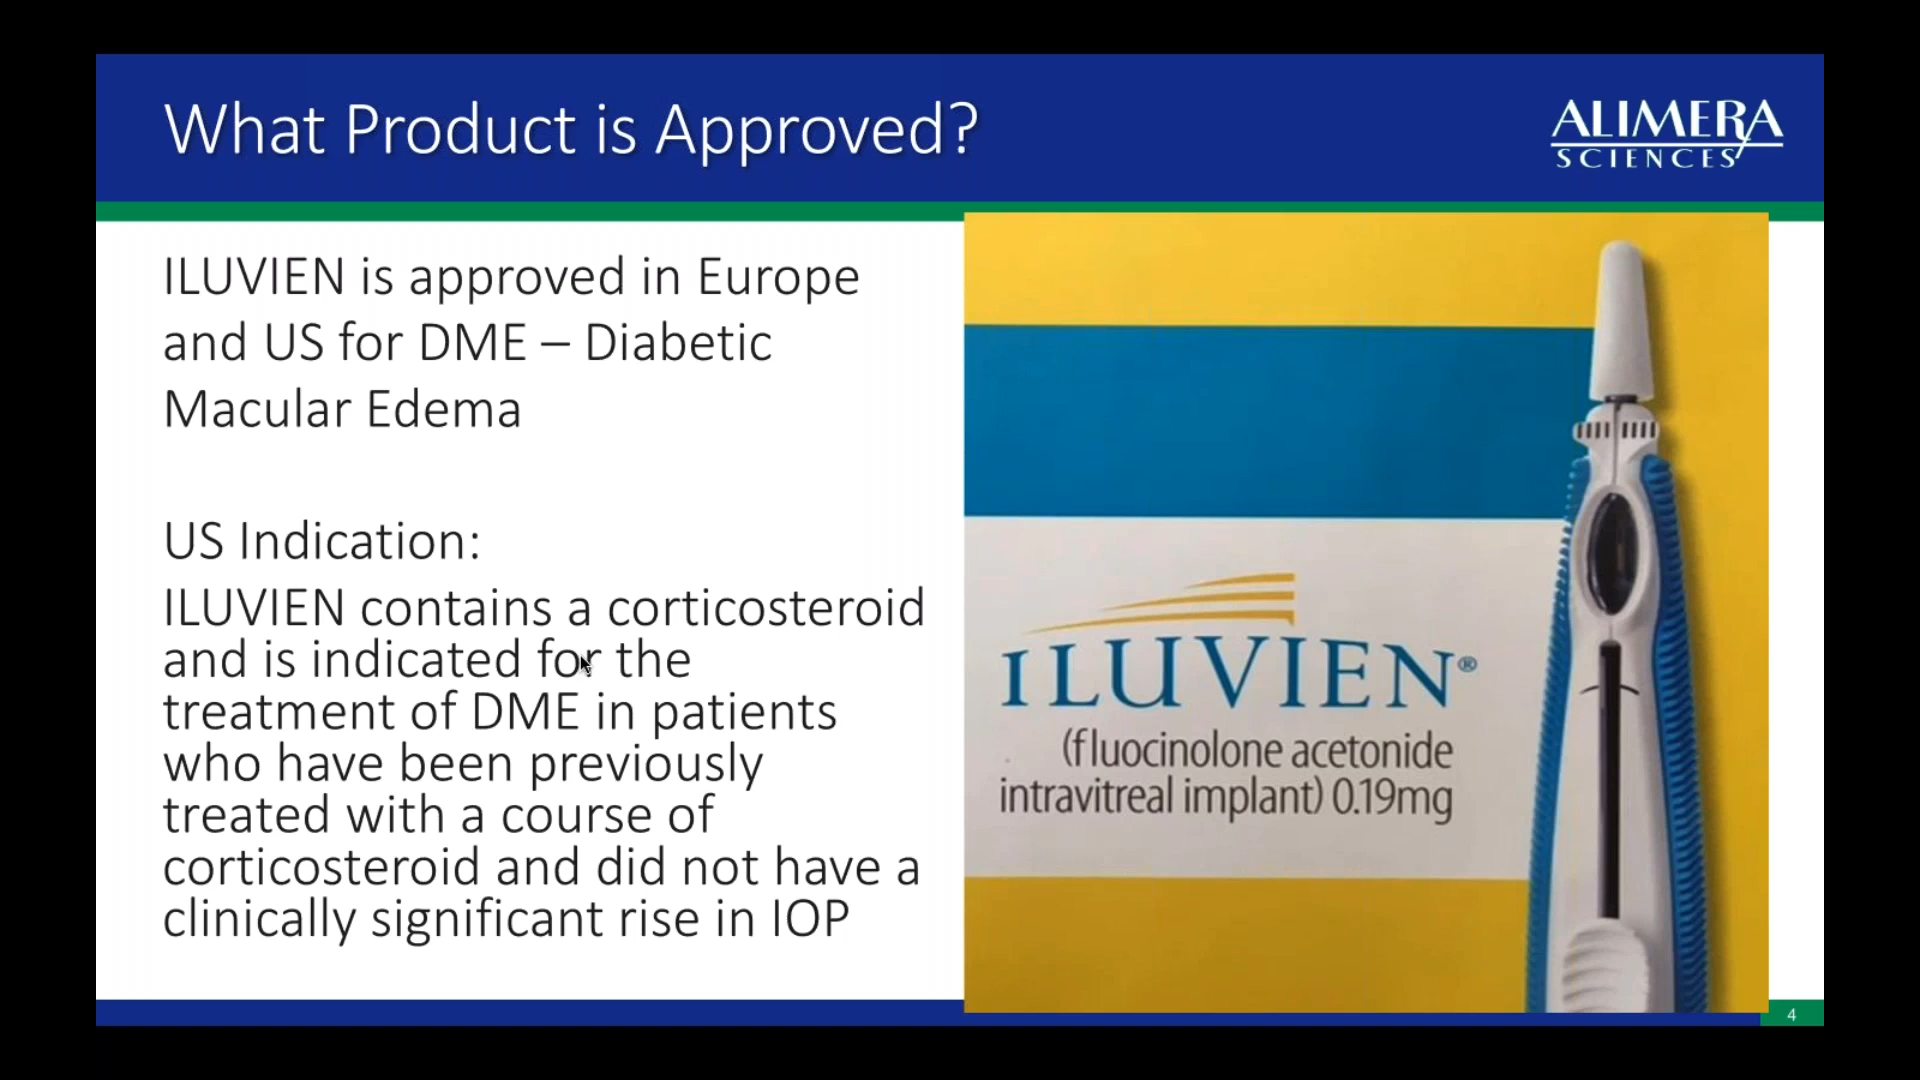 What Product is Approved?
ALIMERA
SCIENCES
ILUVIEN is approved in Europe
and US for DME – Diabetic
Macular Edema
US Indication:
ILUVIEN contains a corticosteroid
and is indicated for the
treatment of DME in patients
who have been previously
treated with a course of
corticosteroid and did not have a
clinically significant rise in IOP
ILUVIEN®
(fluocinolone acetonide
intravitreal implant) 0.19mg
4